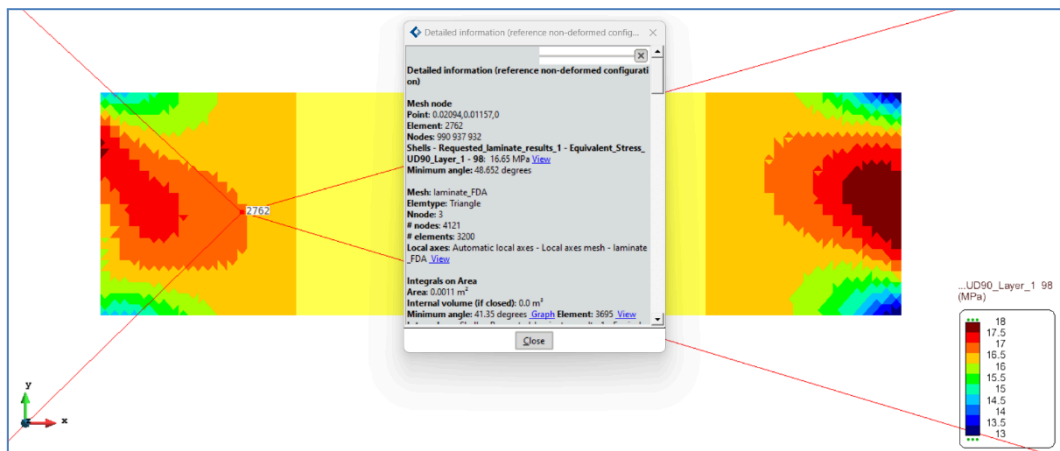 Detailed information (reference non-deformed config...
Detailed information (reference non-deformed configurati
on)
Mesh node
Point: 0.02094,0.01157,0
Element: 2762
Nodes: 990 937 932
Shells - Requested_laminate_results_1 - Equivalent_Stress_
UD90_Layer_1 - 98: 16.65 MPa View
Minimum angle: 48.652 degrees
Mesh: laminate_FDA
Elemtype: Triangle
Nnode: 3
# nodes: 4121
# elements: 3200
Local axes: Automatic local axes - Local axes mesh - laminate
_FDA View
Integrals on Area
Area: 0.0011 m²
Internal volume (if closed): 0.0 m³
Minimum angle: 41.35 degrees Graph Element: 3695 View
Close
2762
y
x
...UD90_Layer_1 98
(MPa)
18
17.5
17
16.5
16
15.5
15
14.5
14
13.5
13